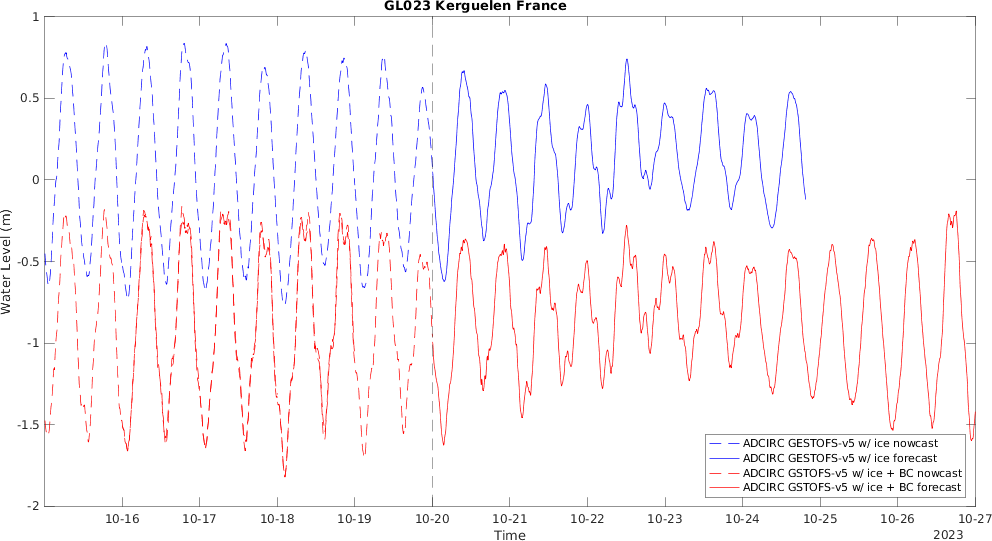 GL023 Kerguelen France
1
0.5
0
-0.5
-1
-1.5
-2
Water Level (m)
ADCIRC GESTOFS-v5 w/ ice nowcast
ADCIRC GESTOFS-v5 w/ ice forecast
ADCIRC GSTOFS-v5 w/ ice + BC nowcast
ADCIRC GSTOFS-v5 w/ ice + BC forecast
10-16 10-17 10-18 10-19 10-20 10-21 10-22 10-23 10-24 10-25 10-26 10-27
Time
2023